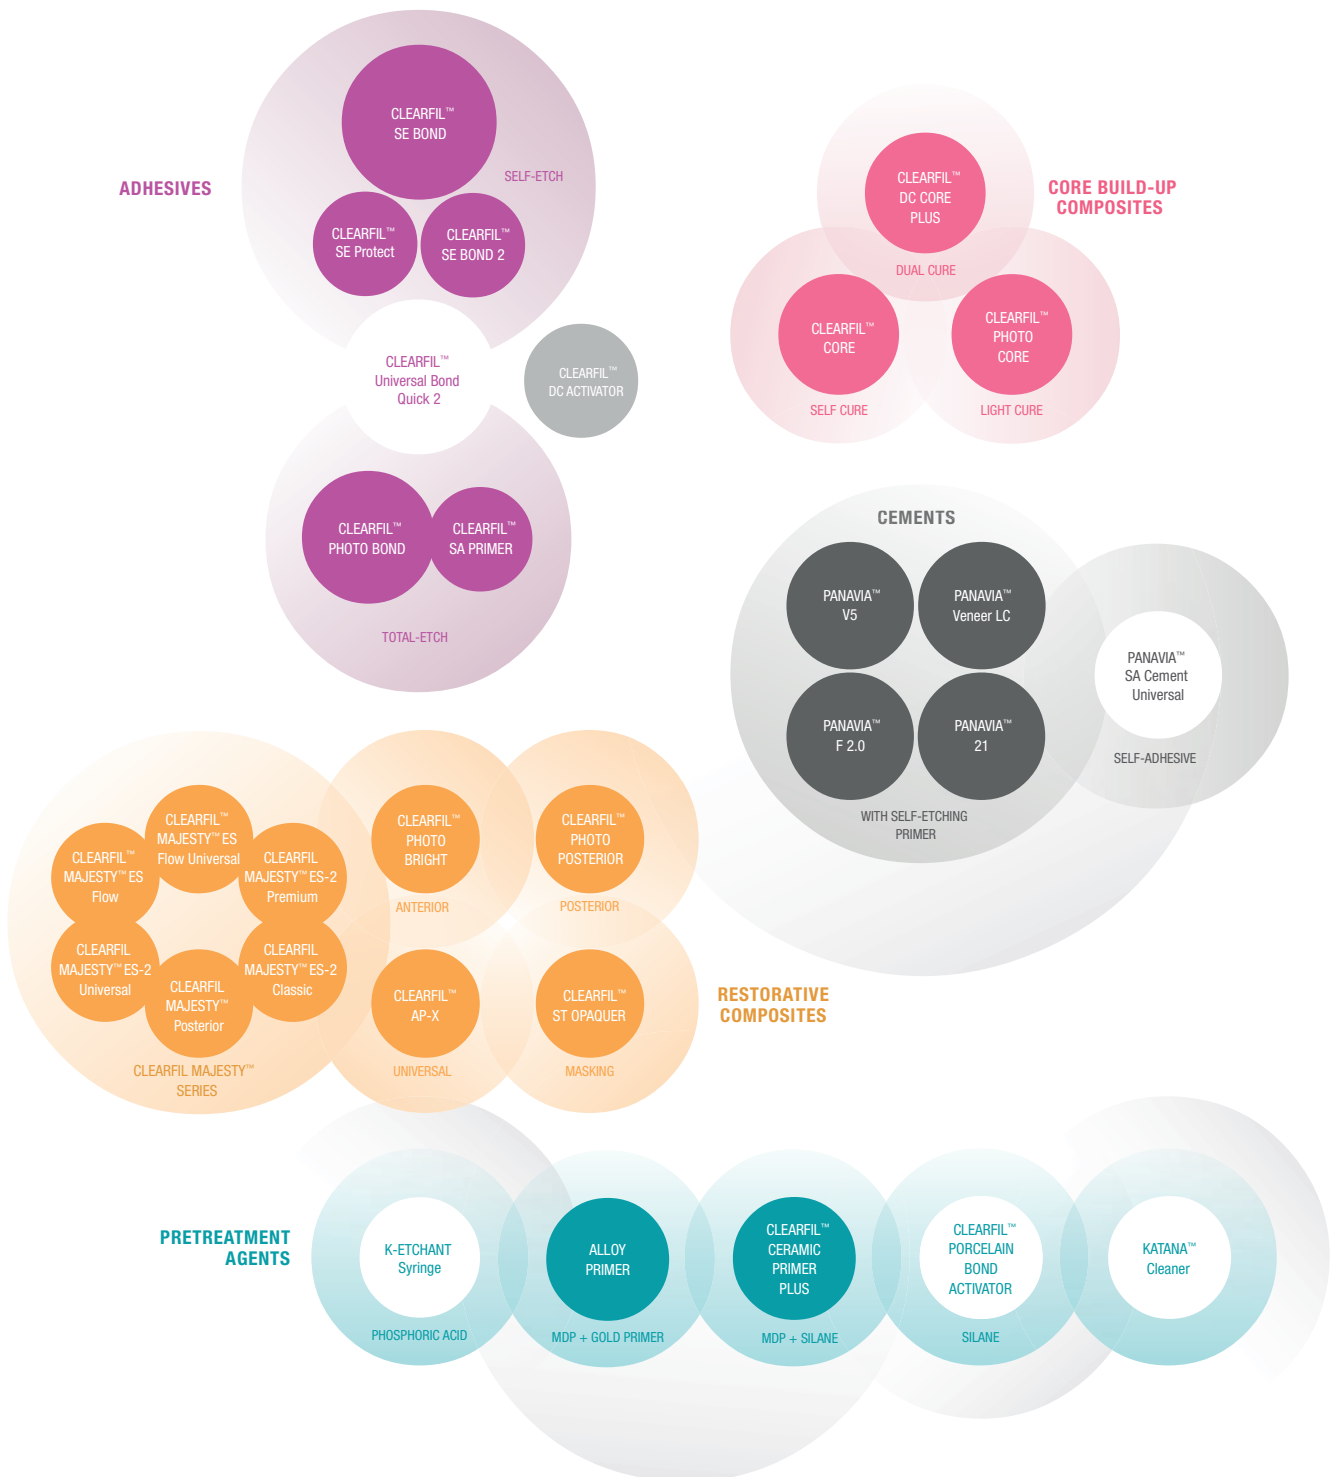 ADHESIVES
CLEARFIL™
SE BOND
SELF-ETCH
CLEARFIL™
SE Protect
CLEARFIL™
SE BOND 2
CLEARFIL™
Universal Bond
Quick 2
CLEARFIL™
DC ACTIVATOR
CLEARFIL™
PHOTO BOND
CLEARFIL™
SA PRIMER
TOTAL-ETCH
CORE BUILD-UP
COMPOSITES
CLEARFIL™
DC CORE
PLUS
DUAL CURE
CLEARFIL™
CORE
SELF CURE
CLEARFIL™
PHOTO
CORE
LIGHT CURE
CEMENTS
PANAVIA™
V5
PANAVIA™
Veneer LC
PANAVIA™
F 2.0
PANAVIA™
21
WITH SELF-ETCHING
PRIMER
PANAVIA™
SA Cement
Universal
SELF-ADHESIVE
CLEARFIL™
MAJESTY™ ES
Flow Universal
CLEARFIL™
MAJESTY™ ES
Flow
CLEARFIL
MAJESTY™ ES-2
Premium
CLEARFIL
MAJESTY™ ES-2
Universal
CLEARFIL
MAJESTY™
Posterior
CLEARFIL
MAJESTY™ ES-2
Classic
CLEARFIL MAJESTY™
SERIES
CLEARFIL™
PHOTO
BRIGHT
ANTERIOR
CLEARFIL™
PHOTO
POSTERIOR
POSTERIOR
CLEARFIL™
AP-X
UNIVERSAL
CLEARFIL™
ST OPAQUER
MASKING
RESTORATIVE
COMPOSITES
PRETREATMENT
AGENTS
K-ETCHANT
Syringe
PHOSPHORIC ACID
ALLOY
PRIMER
MDP + GOLD PRIMER
CLEARFIL™
CERAMIC
PRIMER
PLUS
MDP + SILANE
CLEARFIL™
PORCELAIN
BOND
ACTIVATOR
SILANE
KATANA™
Cleaner